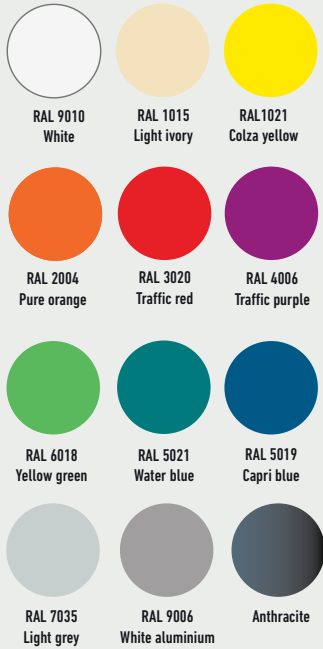 RAL 9010
White
RAL 1015
Light ivory
RAL1021
Colza yellow
RAL 2004
Pure orange
RAL 3020
Traffic red
RAL 4006
Traffic purple
RAL 6018
Yellow green
RAL 5021
Water blue
RAL 5019
Capri blue
RAL 7035
Light grey
RAL 9006
White aluminium
Anthracite